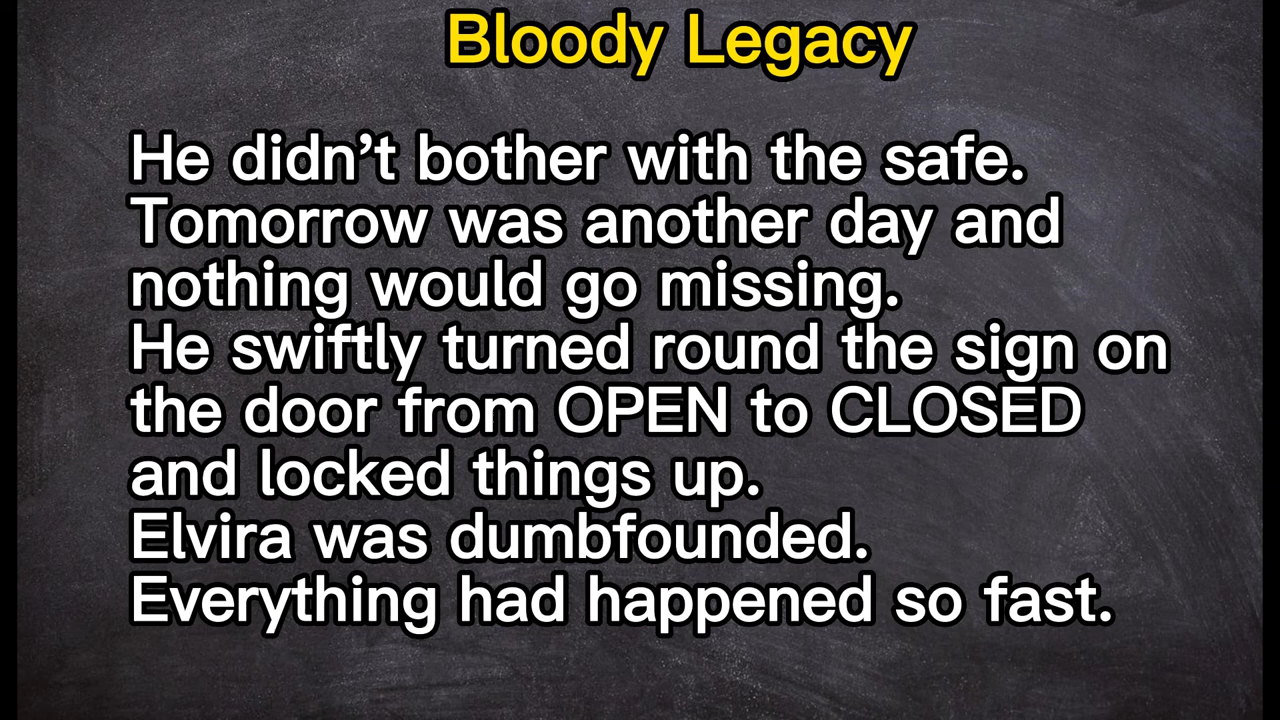 Bloody Legacy
He didn’t bother with the safe.
Tomorrow was another day and
nothing would go missing.
He swiftly turned round the sign on
the door from OPEN to CLOSED
and locked things up.
Elvira was dumbfounded.
Everything had happened so fast.